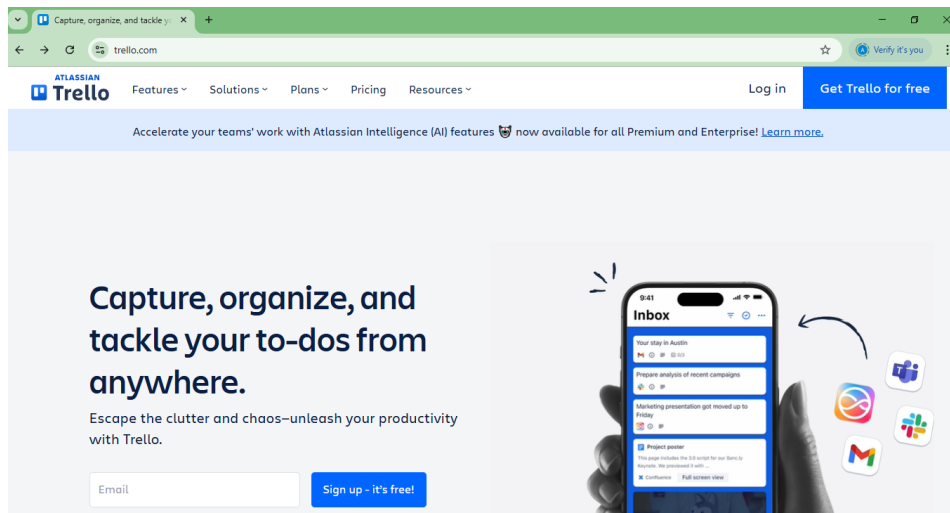 Capture, organize, and tackle y
trello.com
Verify it's you
ATLASSIAN
Trello
Features
Solutions
Plans
Pricing
Resources
Log in
Get Trello for free
Accelerate your teams' work with Atlassian Intelligence (AI) features now available for all Premium and Enterprise! Learn more.
Capture, organize, and
tackle your to-dos from
anywhere.
Escape the clutter and chaos—unleash your productivity
with Trello.
Email
Sign up - it's free!
9:41
Inbox
Your stay in Austin
Prepare analysis of recent campaigns
Marketing presentation got moved up to
Friday
Project poster
Confluence
Full screen view